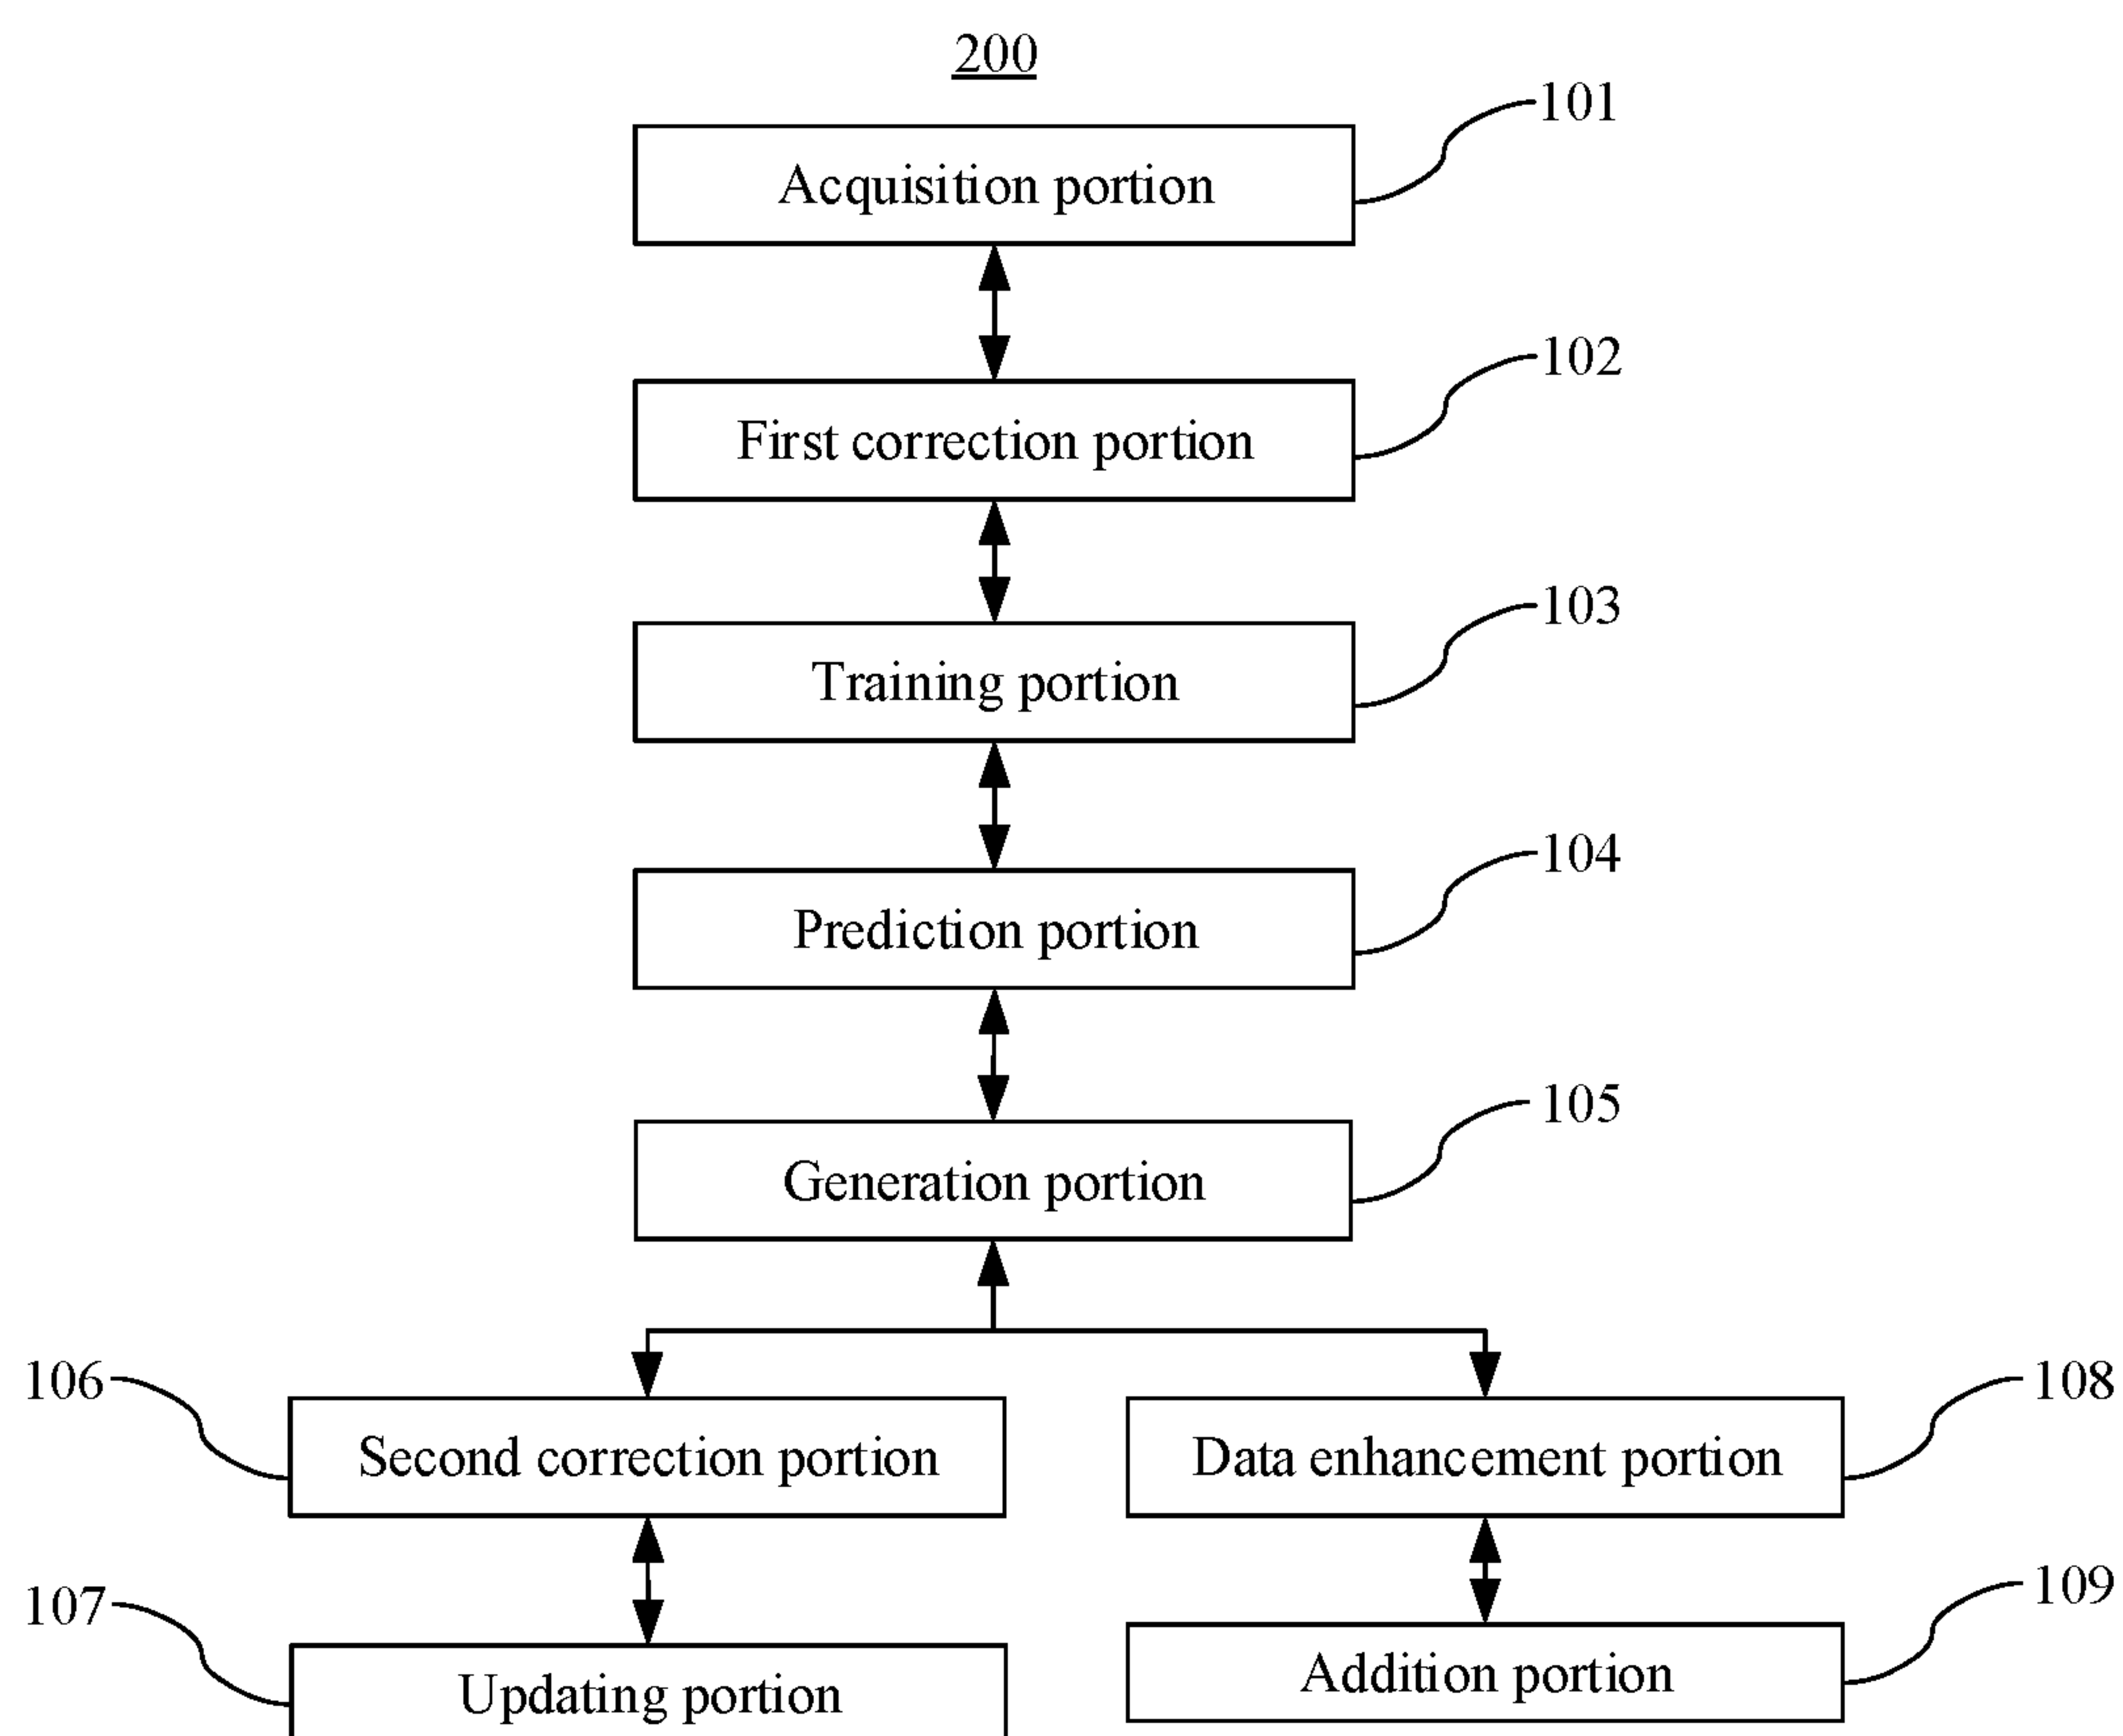 200
101
Acquisition portion
102
First correction portion
103
Training portion
104
Prediction portion
105
Generation portion
106
Second correction portion
Data enhancement portion
108
107
Updating portion
Addition portion
109